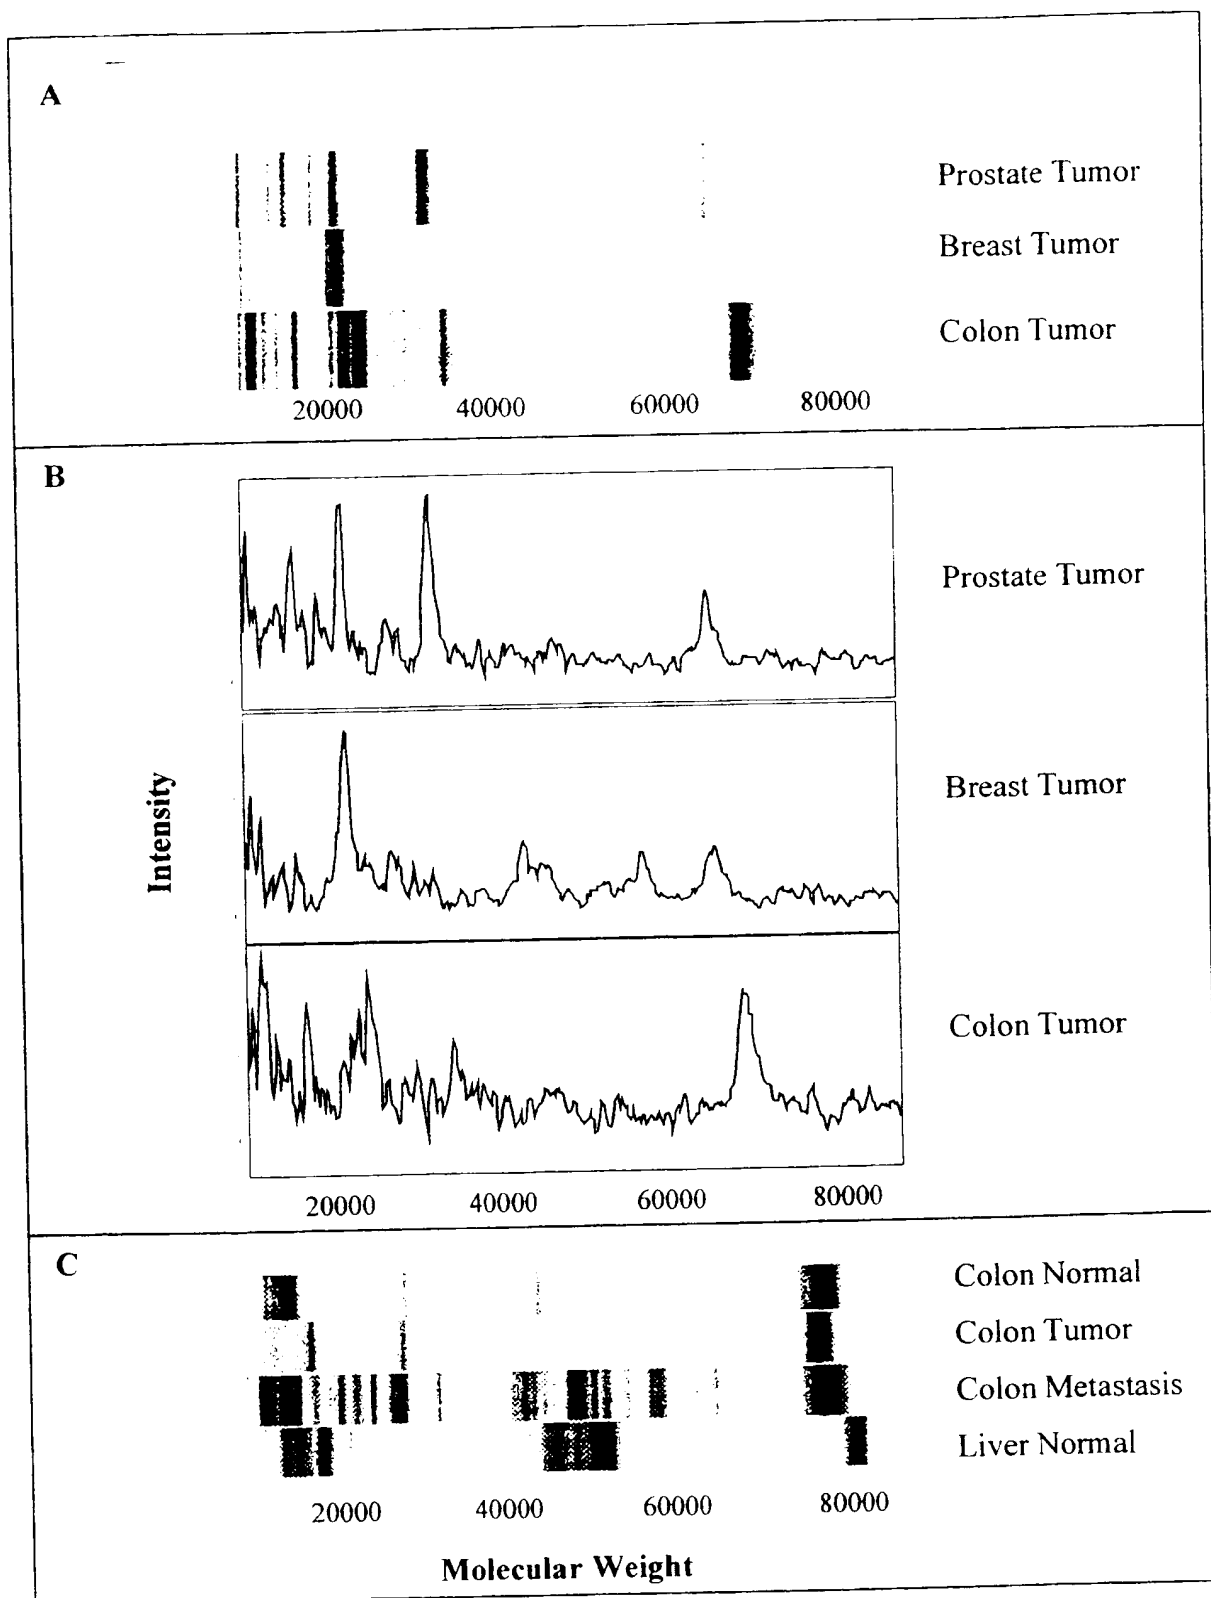 A
Prostate Tumor
Breast Tumor
Colon Tumor
20000 40000 60000 80000
B
Prostate Tumor
Breast Tumor
Intensity
Colon Tumor
20000 40000 60000 80000
C
Colon Normal
Colon Tumor
Colon Metastasis
Liver Normal
20000 40000 60000 80000
Molecular Weight